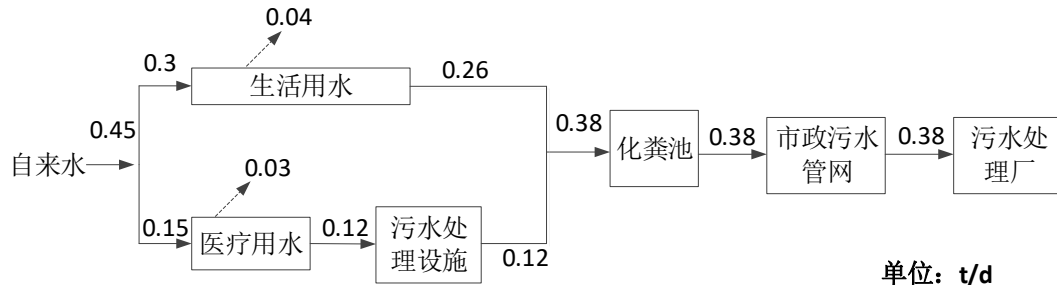 0.04
0.3
生活用水
0.26
0.45
自来水
0.38
化粪池
0.38
市政污水
管网
0.38
污水处
理厂
0.03
0.15
医疗用水
0.12
污水处
理设施
0.12
单位：t/d